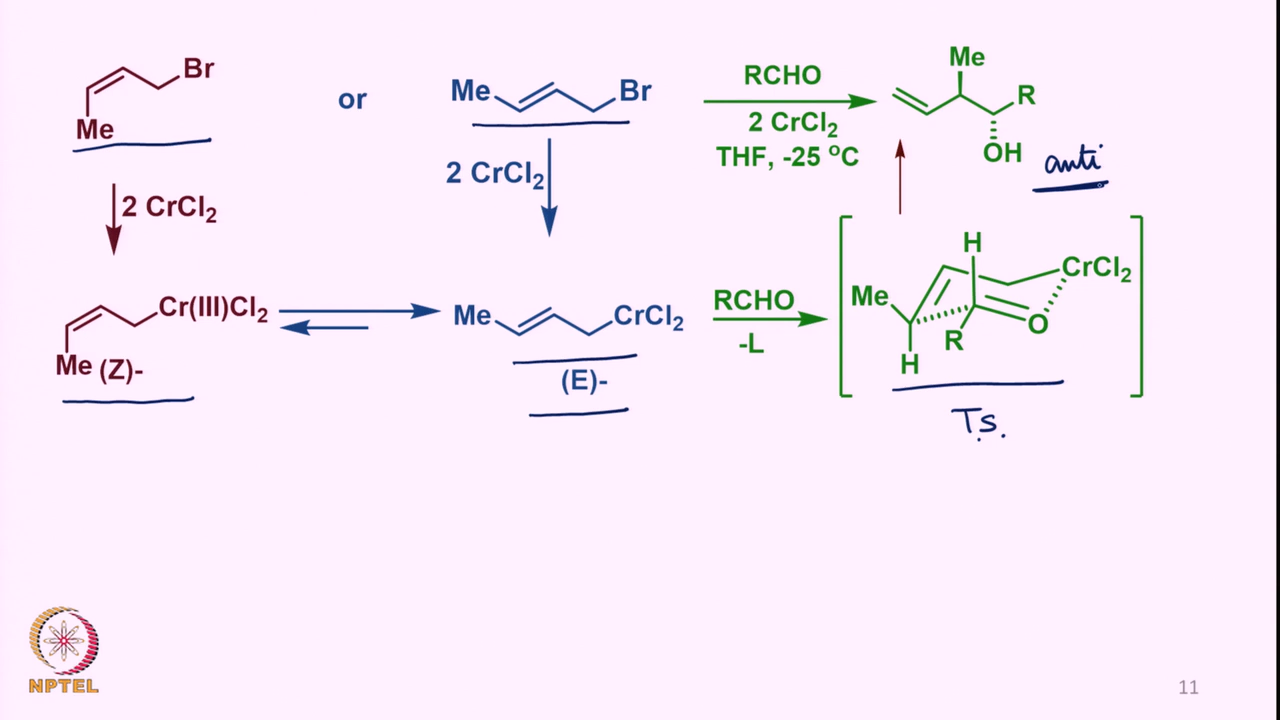 Br
Me
or
Me Br
RCHO
2 CrCl2
THF, -25 °C
Me
R
OH
anti
2 CrCl2
2 CrCl2
Cr(III)Cl2
Me (Z)-
Me CrCl2
(E)-
RCHO
-L
H
CrCl2
Me
O
R
H
T.S.
NPTEL
11